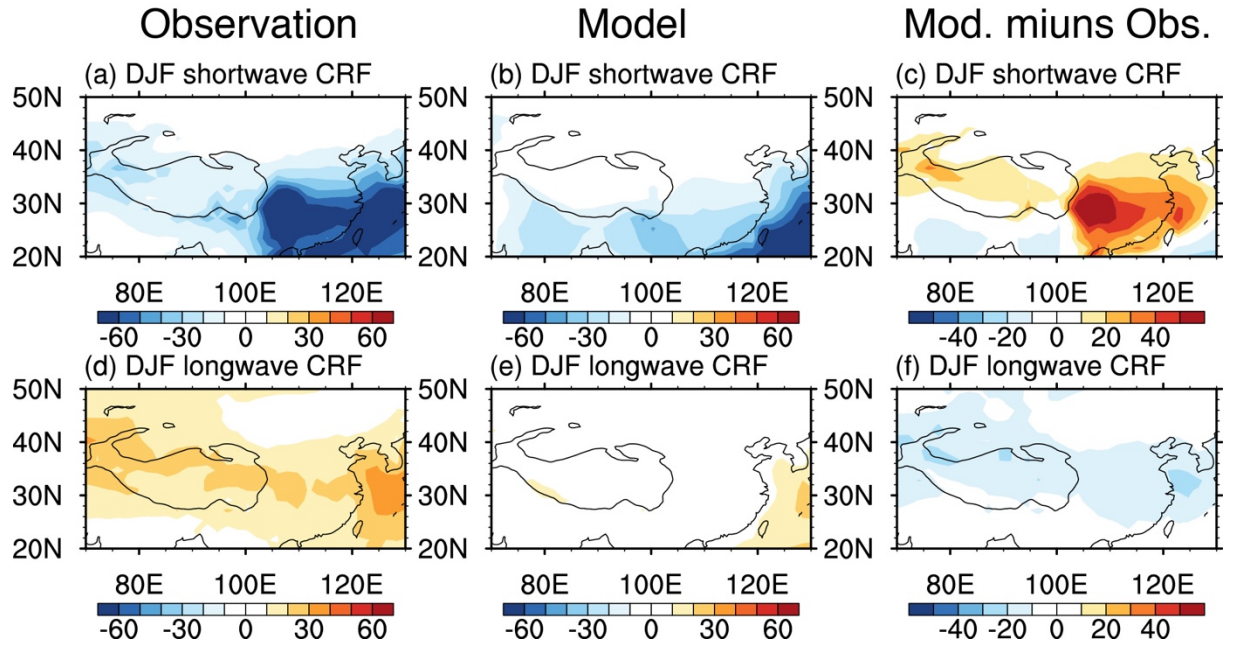 Observation Model Mod. miuns Obs.
(a) DJF shortwave CRF (b) DJF shortwave CRF (c) DJF shortwave CRF
50N 50N 50N
40N 40N 40N
30N 30N 30N
20N 20N 20N
80E 100E 120E 80E 100E 120E 80E 100E 120E
-60 -30 0 30 60 -60 -30 0 30 60 -40 -20 0 20 40
(d) DJF longwave CRF (e) DJF longwave CRF (f) DJF longwave CRF
50N 50N 50N
40N 40N 40N
30N 30N 30N
20N 20N 20N
80E 100E 120E 80E 100E 120E 80E 100E 120E
-60 -30 0 30 60 -60 -30 0 30 60 -40 -20 0 20 40